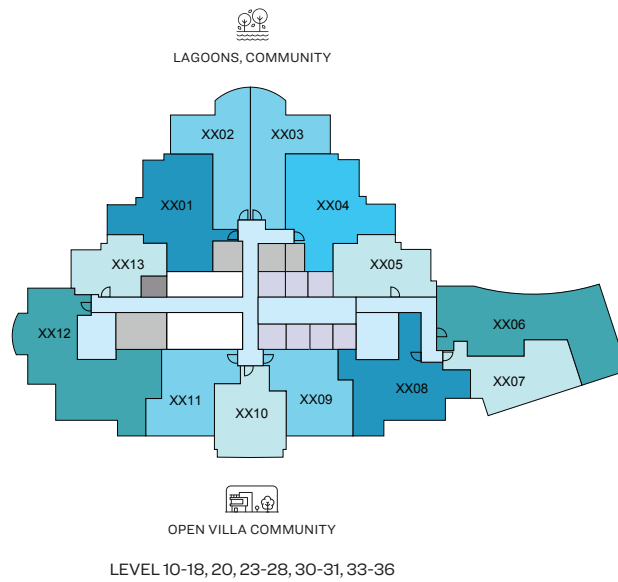 LAGOONS, COMMUNITY
XX02
XX03
XX01
XX04
XX13
XX05
XX12
XX06
XX07
XX08
XX11
XX10
XX09
OPEN VILLA COMMUNITY
LEVEL 10-18, 20, 23-28, 30-31, 33-36